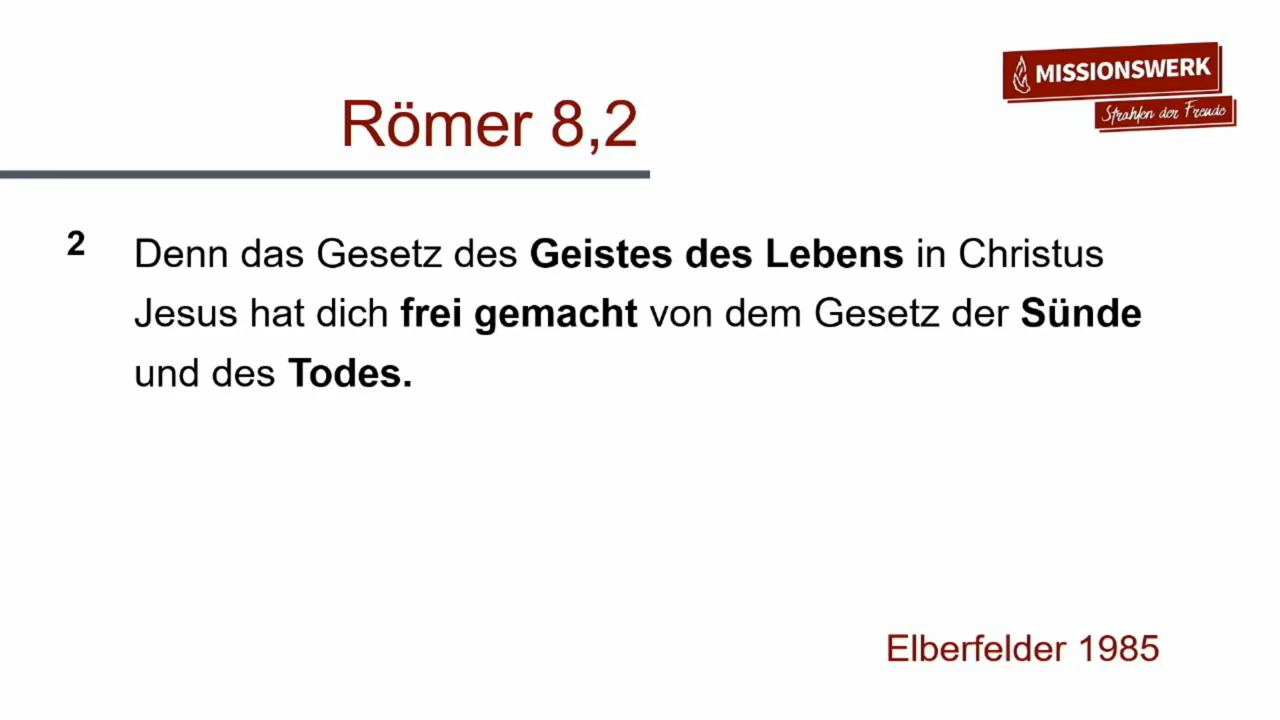 MISSIONSWERK
Strahlen der Freude
Römer 8,2
2 Denn das Gesetz des Geistes des Lebens in Christus
Jesus hat dich frei gemacht von dem Gesetz der Sünde
und des Todes.
Elberfelder 1985